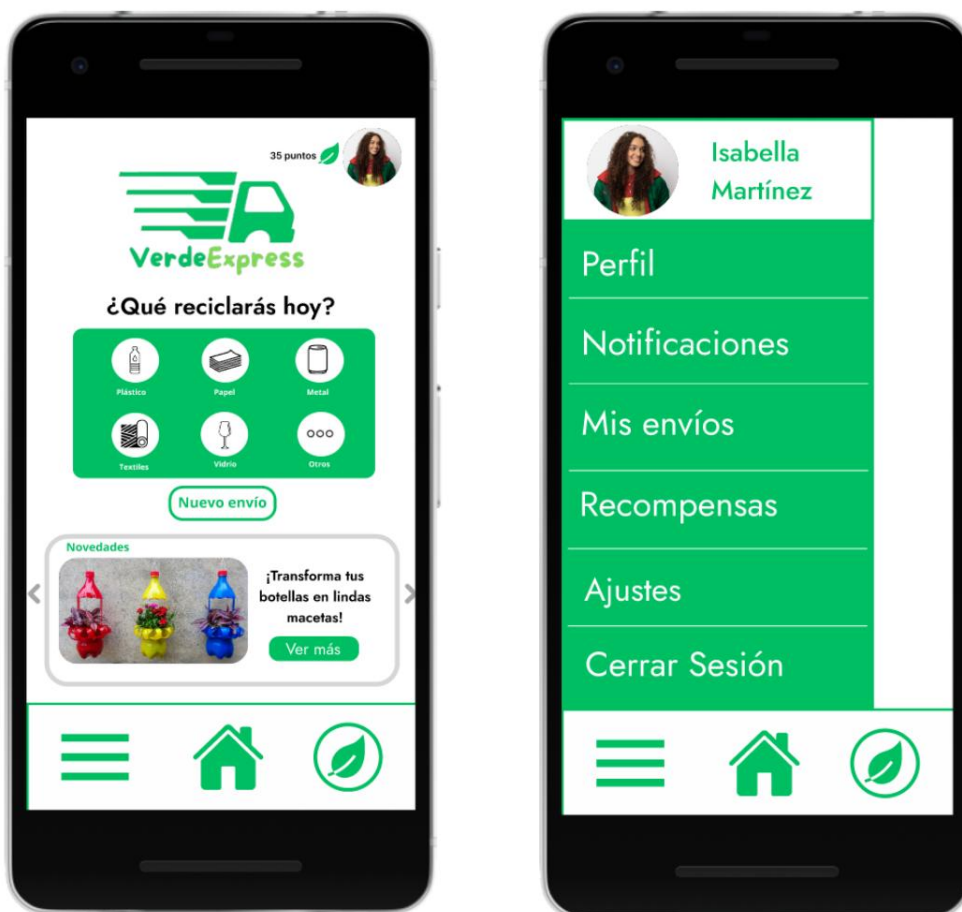 35 puntos
VerdeExpress
¿Qué reciclarás hoy?
Plástico Papel Metal
Textiles Vidrio Otros
Nuevo envío
Novedades
¡Transforma tus
botellas en lindas
macetas!
Ver más
Isabella
Martínez
Perfil
Notificaciones
Mis envíos
Recompensas
Ajustes
Cerrar Sesión